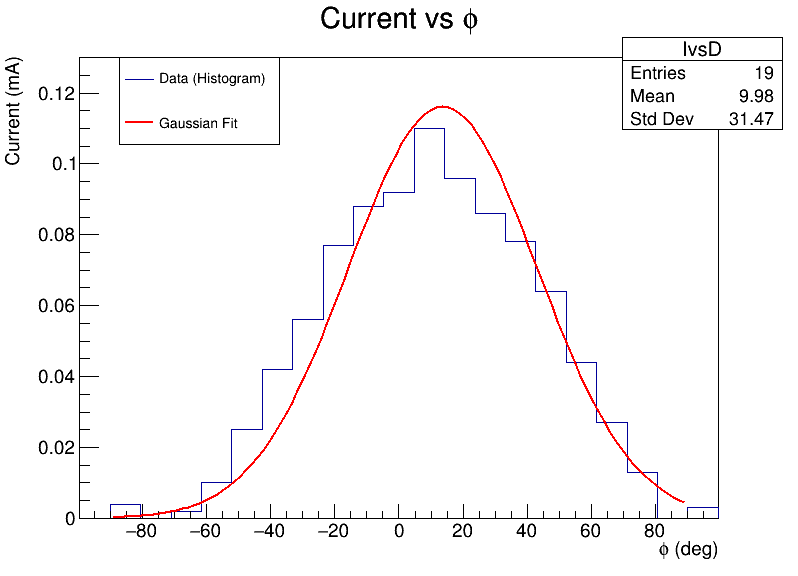 Current vs ϕ
IvsD
Entries 19
Mean 9.98
Std Dev 31.47
Data (Histogram)
Gaussian Fit
Current (mA)
0.12
0.1
0.08
0.06
0.04
0.02
0
−80 −60 −40 −20 0 20 40 60 80
ϕ (deg)